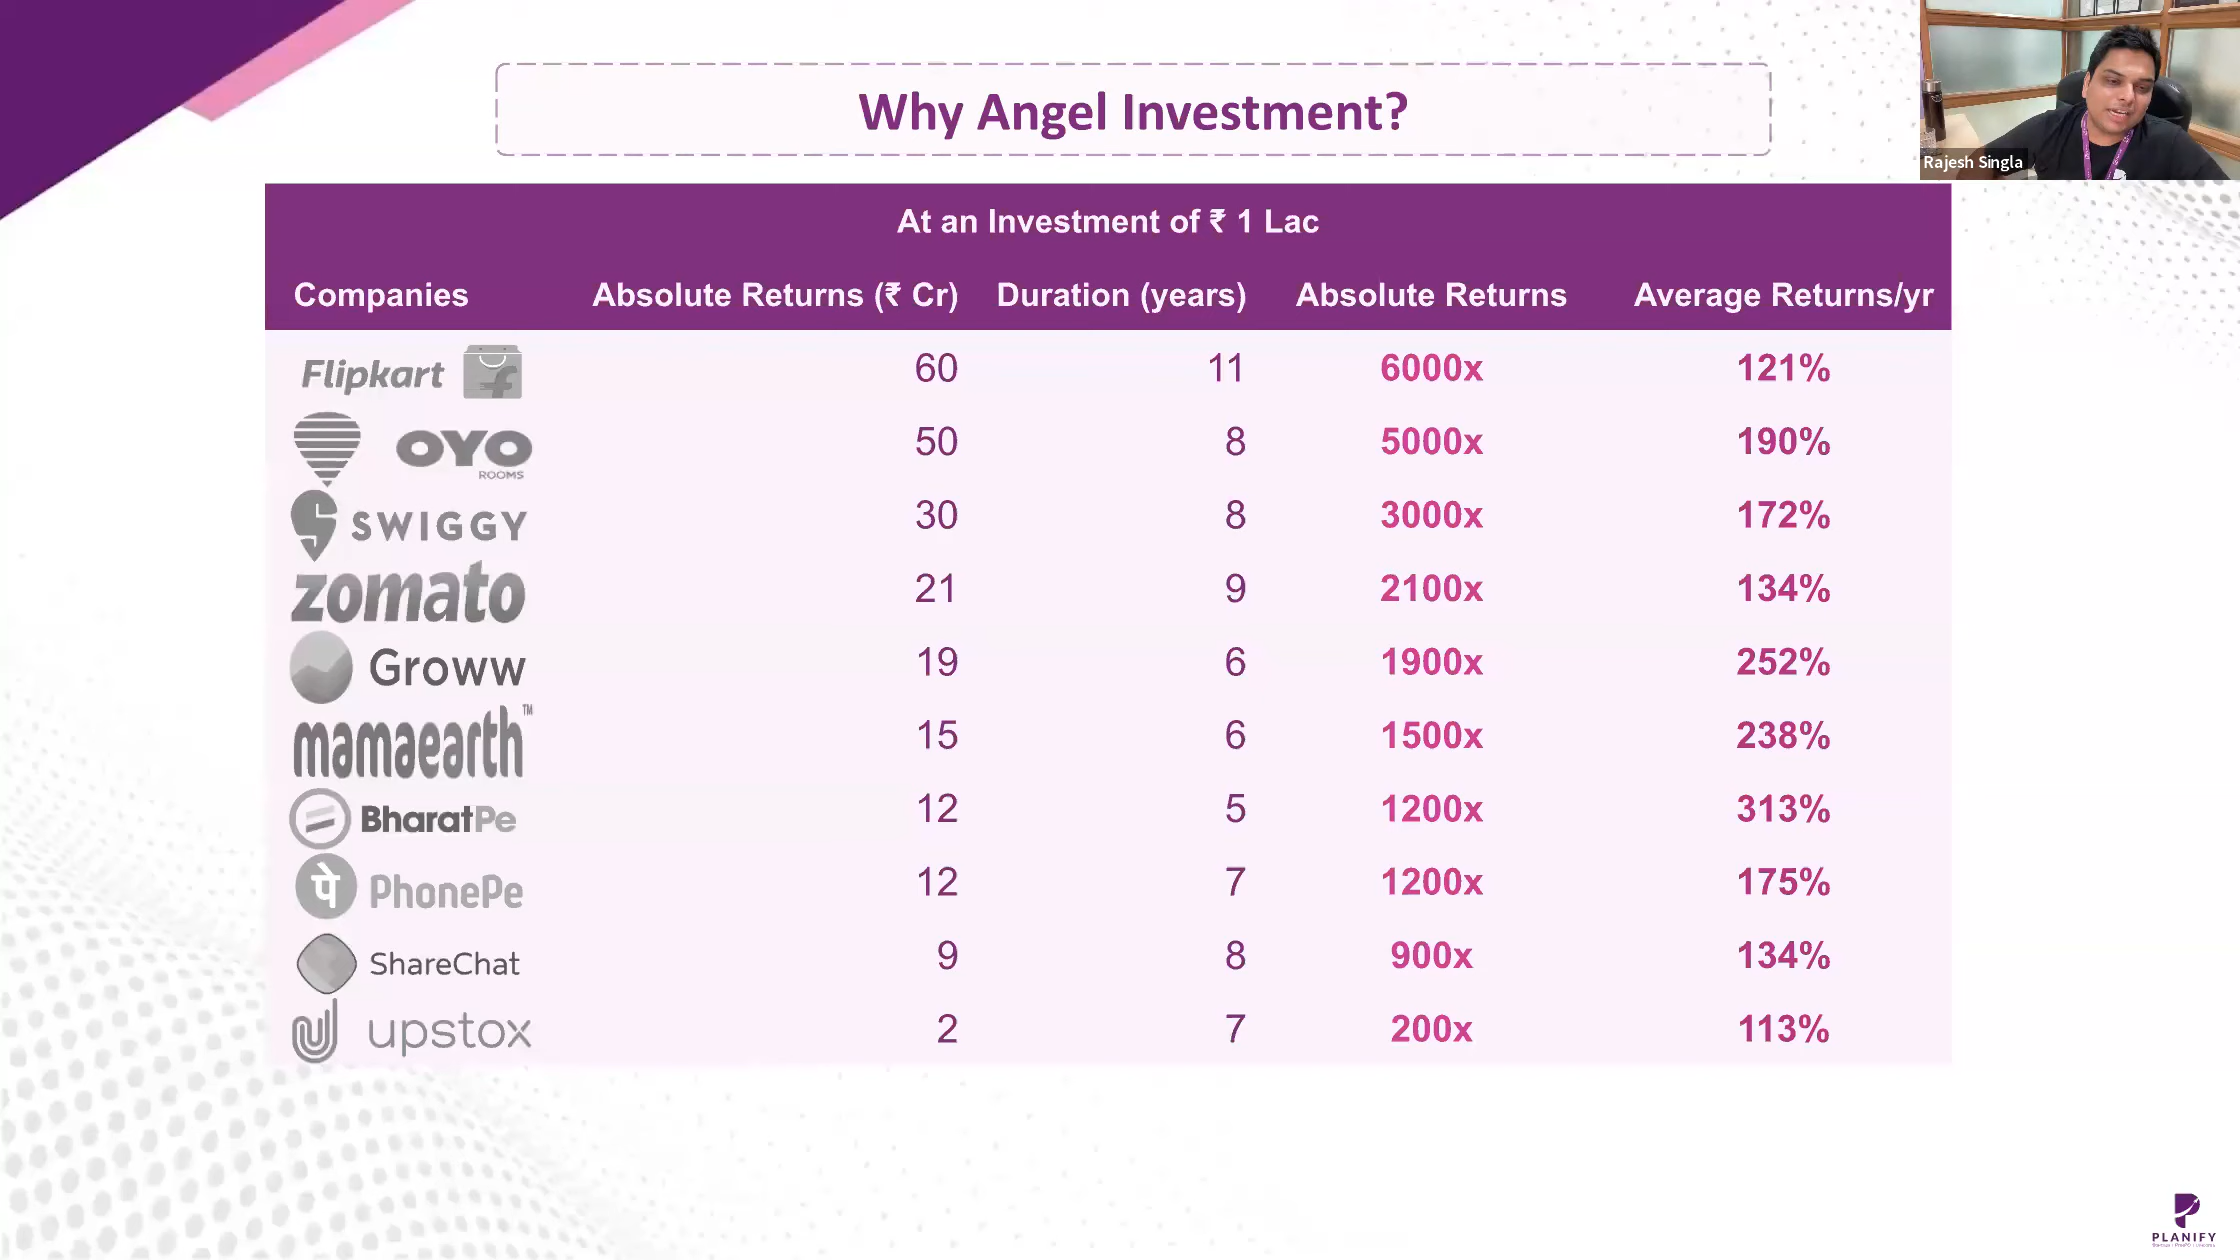 Why Angel Investment?
Rajesh Singla
At an Investment of ₹ 1 Lac
Companies Absolute Returns (₹ Cr) Duration (years) Absolute Returns Average Returns/yr
Flipkart 60 11 6000x 121%
OYO ROOMS 50 8 5000x 190%
SWIGGY 30 8 3000x 172%
zomato 21 9 2100x 134%
Groww 19 6 1900x 252%
mamaearth™ 15 6 1500x 238%
BharatPe 12 5 1200x 313%
पे PhonePe 12 7 1200x 175%
ShareChat 9 8 900x 134%
upstox 2 7 200x 113%
PLANIFY